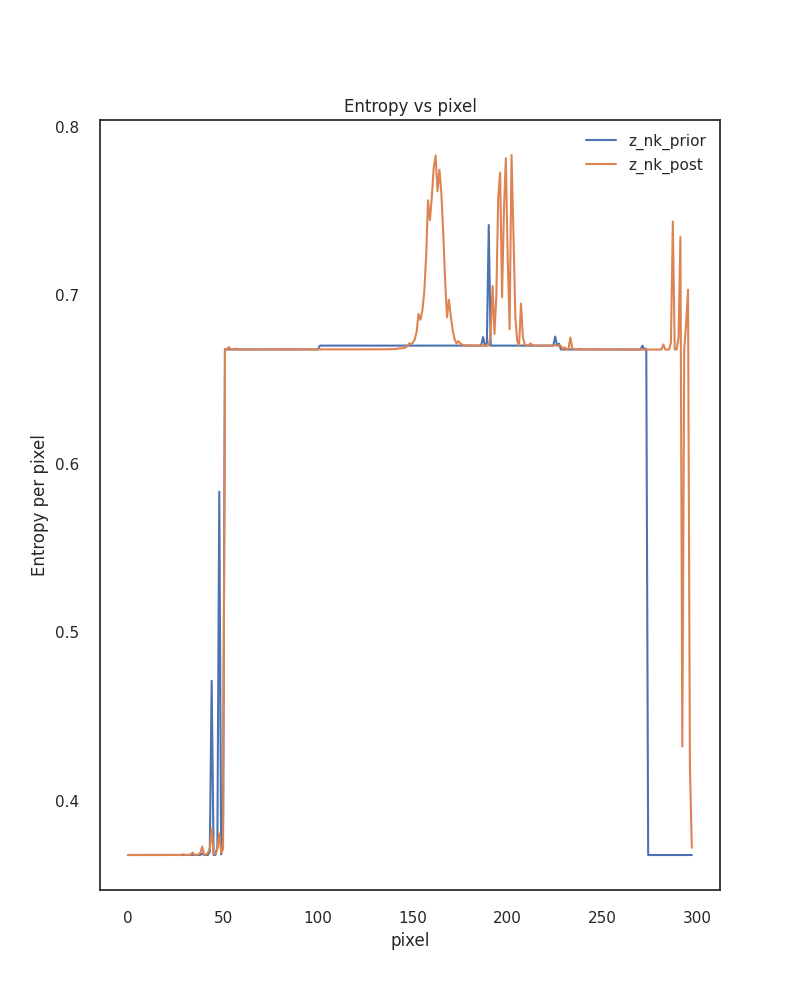 Entropy vs pixel
z_nk_prior
z_nk_post
Entropy per pixel
0.8
0.7
0.6
0.5
0.4
0 50 100 150 200 250 300
pixel